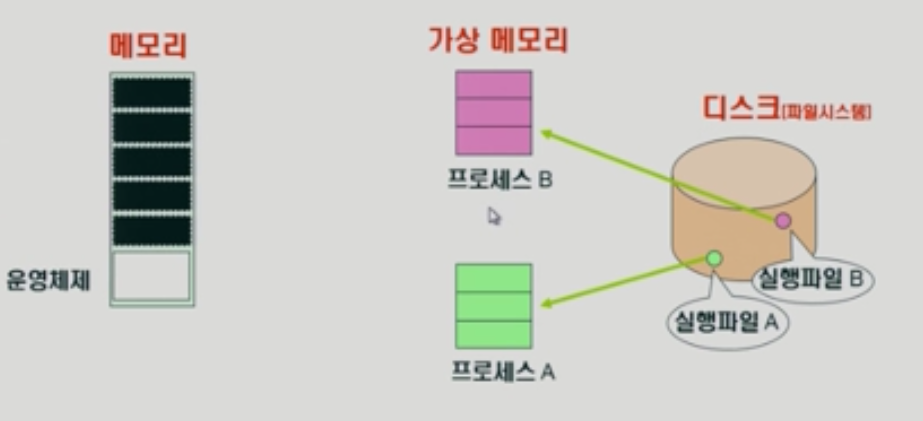 메모리
가상 메모리
디스크[파일시스템]
프로세스 B
운영체제
실행파일 B
실행파일 A
프로세스 A